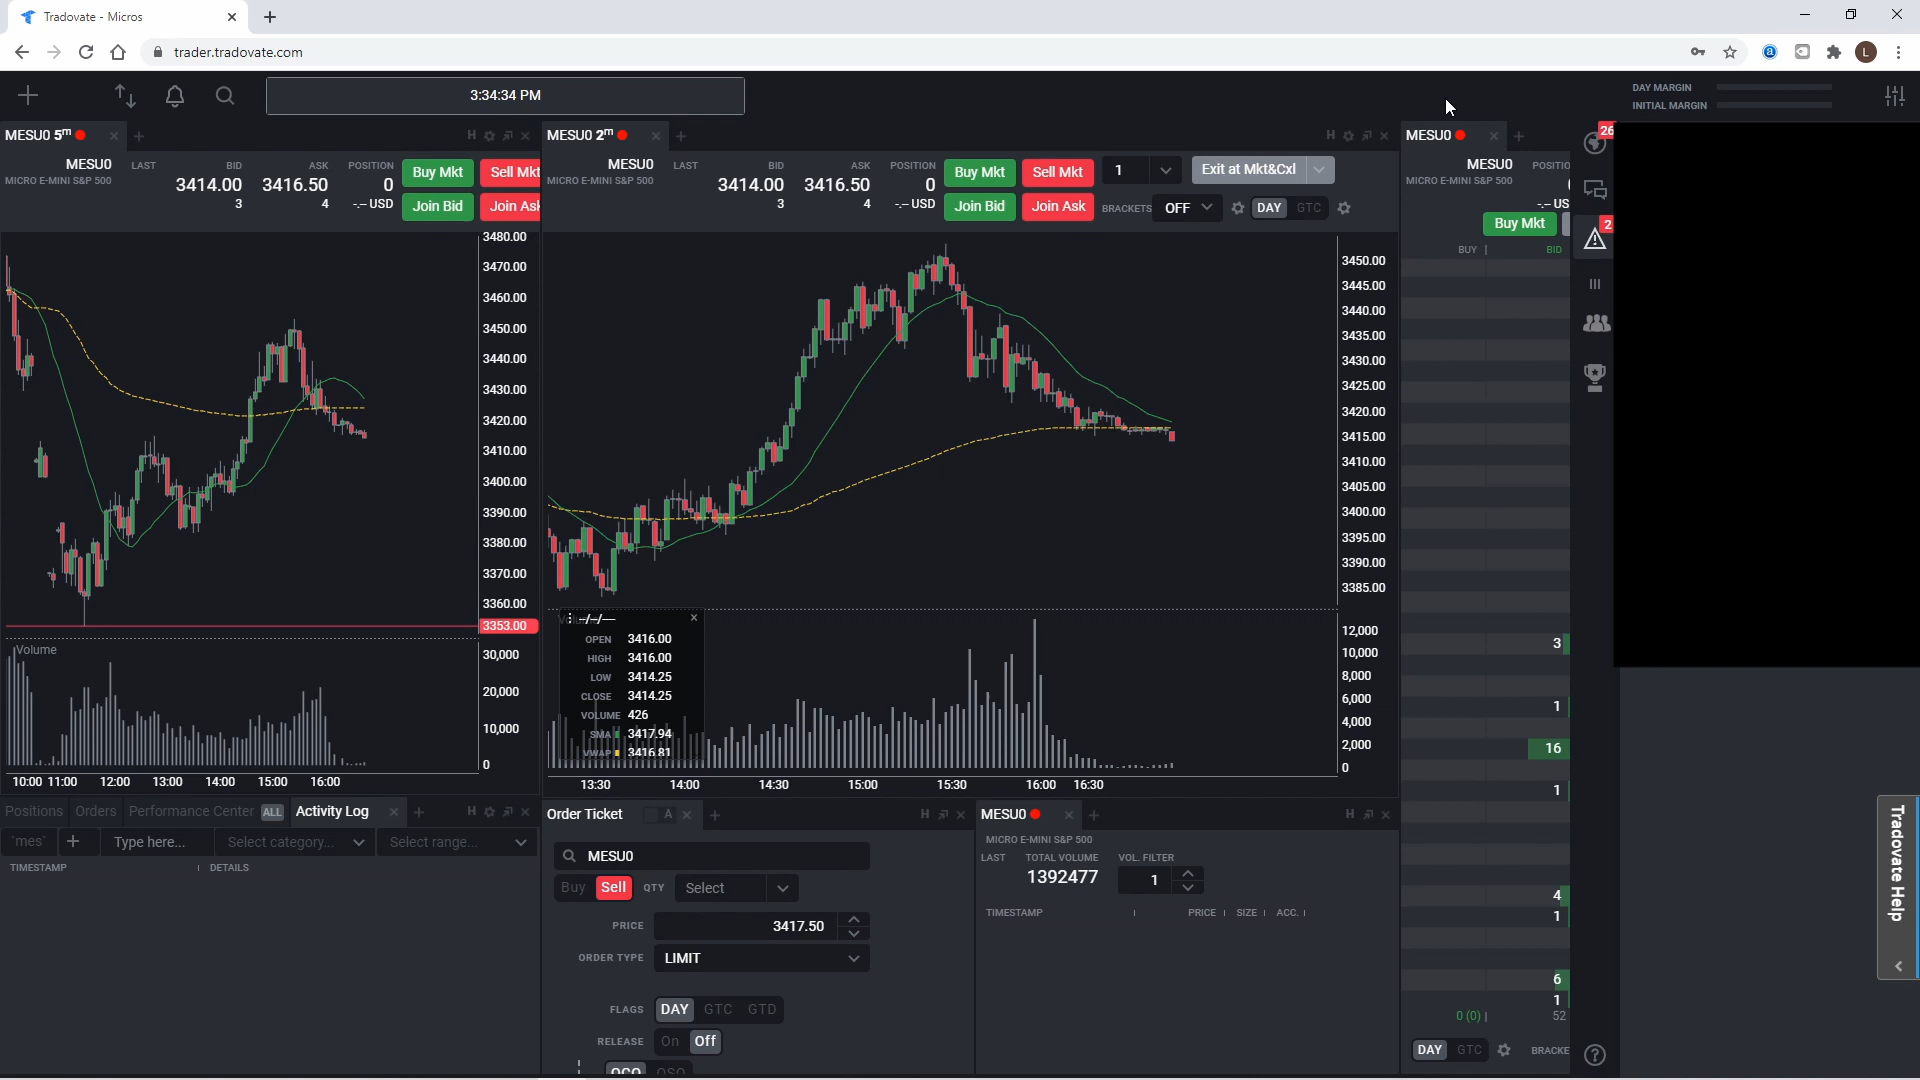 Tradovate - Micros
trader.tradovate.com
L
3:34:34 PM
DAY MARGIN
INITIAL MARGIN
MESU0 5m
H
MESU0 2m
H
MESU0
26
MESU0 LAST BID ASK POSITION Buy Mkt Sell Mkt
MICRO E-MINI S&P 500 3414.00 3416.50 0
3 4 -.-- USD Join Bid Join Ask
MESU0 LAST BID ASK POSITION Buy Mkt Sell Mkt 1 Exit at Mkt&Cxl
MICRO E-MINI S&P 500 3414.00 3416.50 0
3 4 -.-- USD Join Bid Join Ask BRACKETS OFF DAY GTC
MESU0 POSITIO
MICRO E-MINI S&P 500
-.-- US
Buy Mkt
2
BUY BID
3480.00
3470.00
3460.00
3450.00
3440.00
3430.00
3420.00
3410.00
3400.00
3390.00
3380.00
3370.00
3360.00
3353.00
Volume
30,000
20,000
10,000
0
10:00 11:00 12:00 13:00 14:00 15:00 16:00
3450.00
3445.00
3440.00
3435.00
3430.00
3425.00
3420.00
3415.00
3410.00
3405.00
3400.00
3395.00
3390.00
3385.00
--/--/----
OPEN 3416.00
HIGH 3416.00
LOW 3414.25
CLOSE 3414.25
VOLUME 426
SMA 3417.94
VWAP 3416.81
12,000
10,000
8,000
6,000
4,000
2,000
0
13:30 14:00 14:30 15:00 15:30 16:00 16:30
3
1
16
1
4
1
6
1
0 (0) 52
DAY GTC BRACKE
Positions Orders Performance Center ALL Activity Log H
`mes` Type here... Select category... Select range...
TIMESTAMP DETAILS
Order Ticket A H
MESU0
Buy Sell QTY Select
PRICE 3417.50
ORDER TYPE LIMIT
FLAGS DAY GTC GTD
RELEASE On Off
OCO OSO
MESU0 H
MICRO E-MINI S&P 500
LAST TOTAL VOLUME VOL. FILTER
1392477 1
TIMESTAMP PRICE SIZE ACC.
Tradovate Help